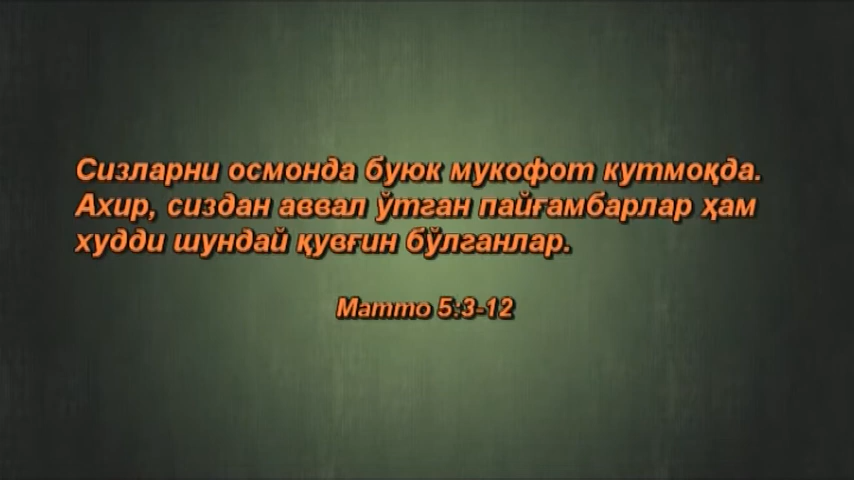 Сизларни осмонда буюк мукофот кутмоқда.
Ахир, сиздан аввал ўтган пайғамбарлар ҳам
худди шундай қувғин бўлганлар.
Матто 5:3-12